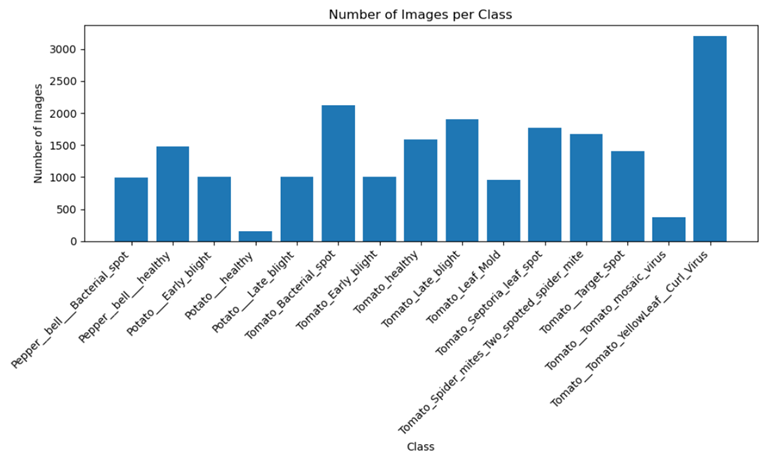 Number of Images per Class
Number of Images
3000
2500
2000
1500
1000
500
0
Pepper__bell___Bacterial_spot
Pepper__bell___healthy
Potato___Early_blight
Potato___healthy
Potato___Late_blight
Tomato_Bacterial_spot
Tomato_Early_blight
Tomato_healthy
Tomato_Late_blight
Tomato_Leaf_Mold
Tomato_Septoria_leaf_spot
Tomato_Spider_mites_Two_spotted_spider_mite
Tomato__Target_Spot
Tomato__Tomato_mosaic_virus
Tomato__Tomato_YellowLeaf__Curl_Virus
Class